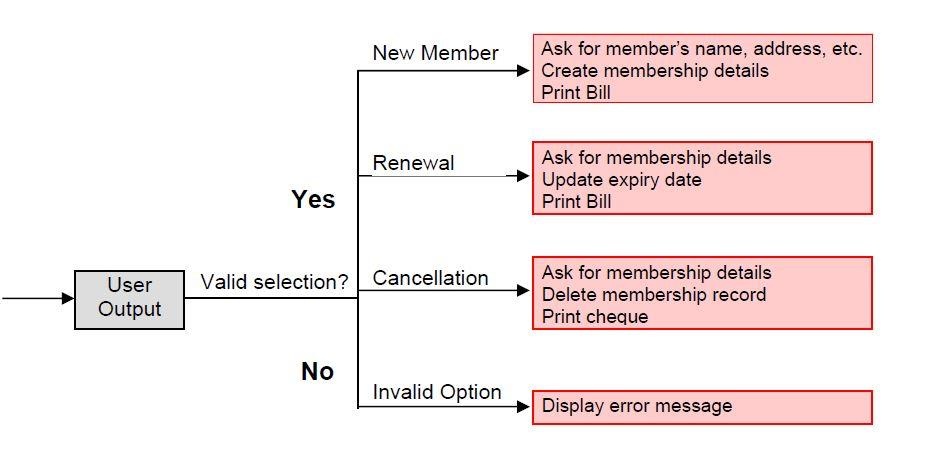 New Member
Ask for member's name, address, etc.
Create membership details
Print Bill
Renewal
Ask for membership details
Update expiry date
Print Bill
Yes
User
Output
Valid selection?
Cancellation
Ask for membership details
Delete membership record
Print cheque
No
Invalid Option
Display error message